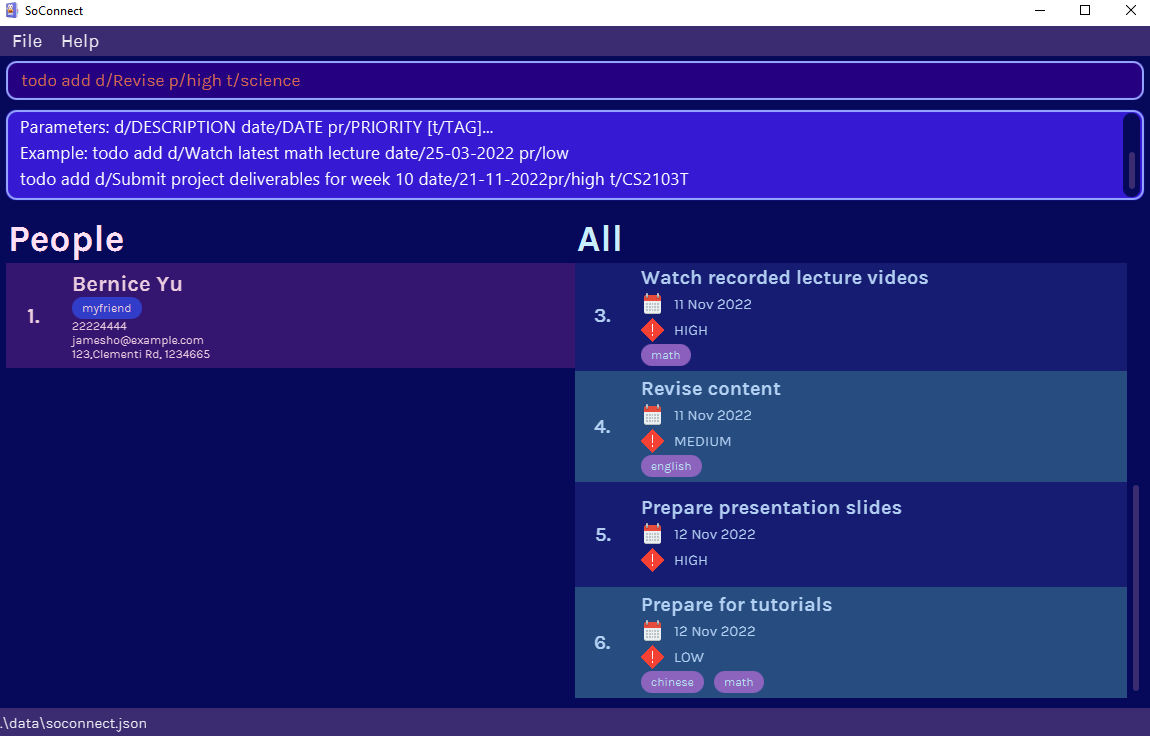 SoConnect
File Help
todo add d/Revise p/high t/science
Parameters: d/DESCRIPTION date/DATE pr/PRIORITY [t/TAG]...
Example: todo add d/Watch latest math lecture date/25-03-2022 pr/low
todo add d/Submit project deliverables for week 10 date/21-11-2022pr/high t/CS2103T
People
1.
Bernice Yu
myfriend
22224444
jamesho@example.com
123,Clementi Rd, 1234665
All
3.
Watch recorded lecture videos
11 Nov 2022
! HIGH
math
4.
Revise content
11 Nov 2022
! MEDIUM
english
5.
Prepare presentation slides
12 Nov 2022
! HIGH
6.
Prepare for tutorials
12 Nov 2022
! LOW
chinese math
.\data\soconnect.json